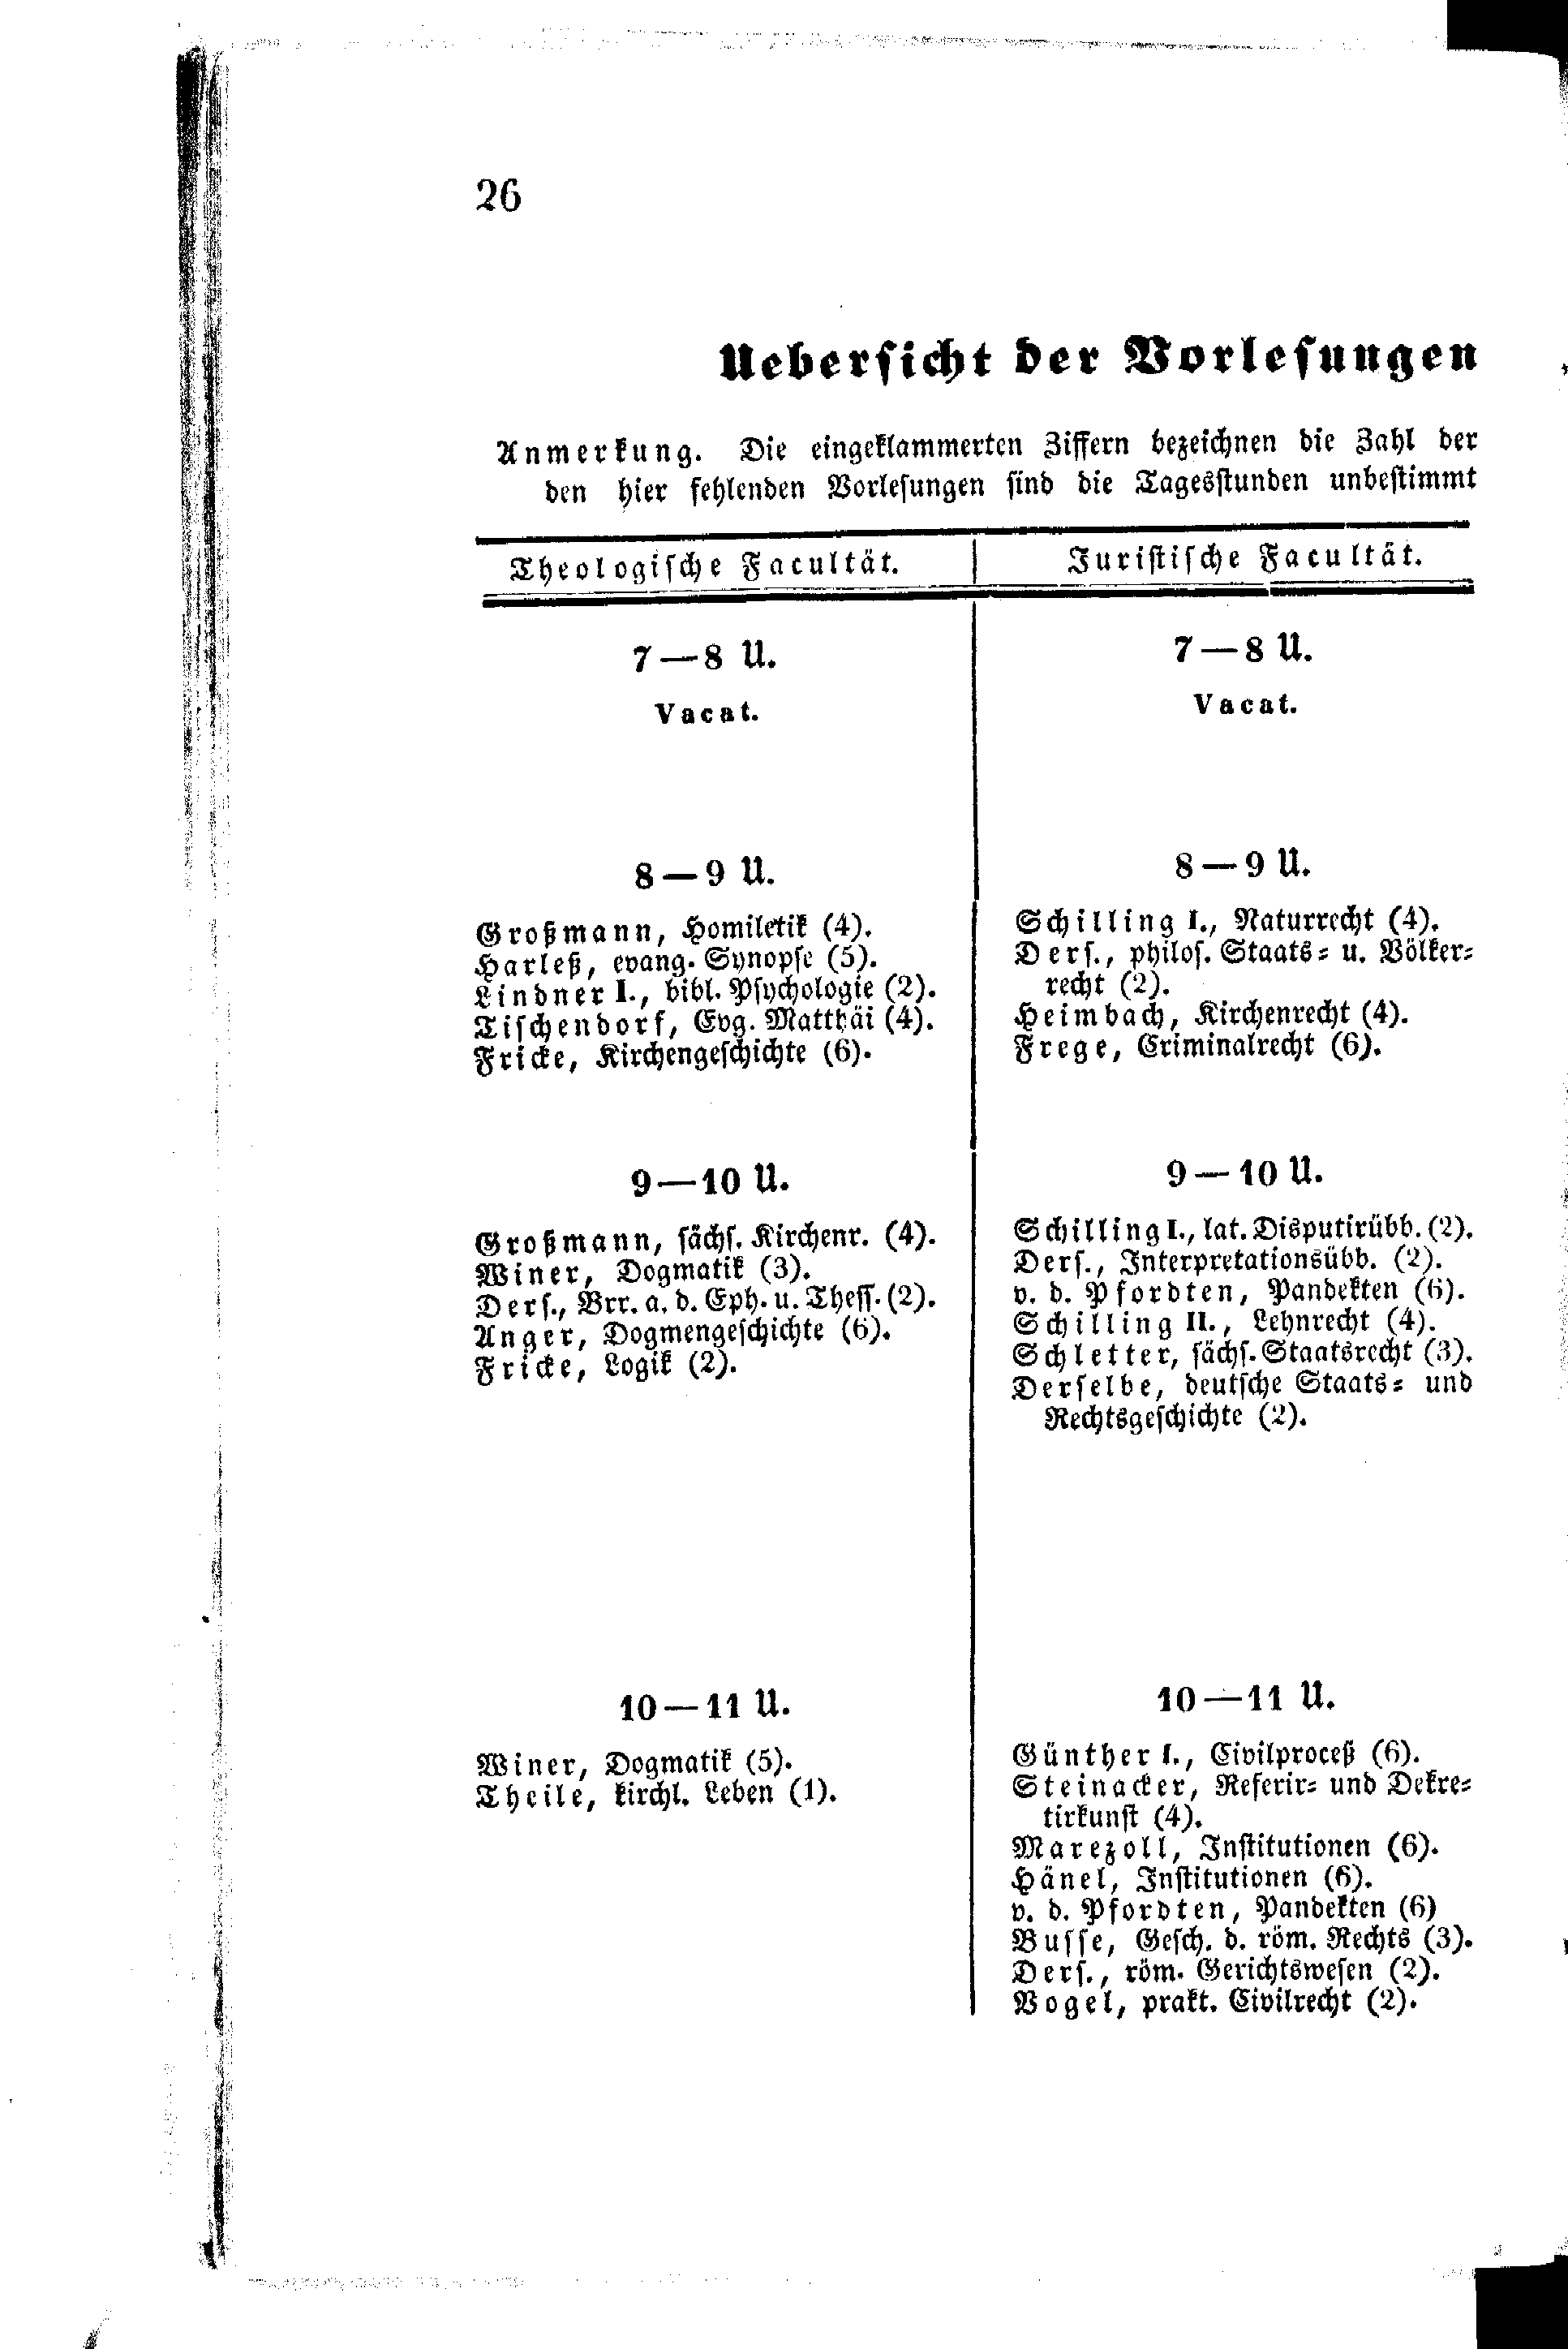 26
Uebersicht der Vorlesungen
Anmerkung. Die eingeklammerten Ziffern bezeichnen die Zahl der
den hier fehlenden Vorlesungen sind die Tagesstunden unbestimmt
Theologische Facultät.
7—8 U.
Vacat.
8—9 U.
Großmann, Homiletik (4).
Harleß, evang. Synopse (5).
Lindner I., bibl. Psychologie (2).
Tischendorf, Evg. Matthäi (4).
Fricke, Kirchengeschichte (6).
9—10 U.
Großmann, sächs. Kirchenr. (4).
Winer, Dogmatik (3).
Ders., Brr. a. d. Eph. u. Thess. (2).
Anger, Dogmengeschichte (6).
Fricke, Logik (2).
10—11 U.
Winer, Dogmatik (5).
Theile, kirchl. Leben (1).
Juristische Facultät.
7—8 U.
Vacat.
8—9 U.
Schilling I., Naturrecht (4).
Ders., philos. Staats- u. Völker-
recht (2).
Heimbach, Kirchenrecht (4).
Frege, Criminalrecht (6).
9—10 U.
Schilling I., lat. Disputirübb. (2).
Ders., Interpretationsübb. (2).
v. d. Pfordten, Pandekten (6).
Schilling II., Lehnrecht (4).
Schletter, sächs. Staatsrecht (3).
Derselbe, deutsche Staats- und
Rechtsgeschichte (2).
10—11 U.
Günther I., Civilproceß (6).
Steinacker, Referir- und Dekre-
tirkunst (4).
Marezoll, Institutionen (6).
Hänel, Institutionen (6).
v. d. Pfordten, Pandekten (6)
Busse, Gesch. d. röm. Rechts (3).
Ders., röm. Gerichtswesen (2).
Vogel, prakt. Civilrecht (2).